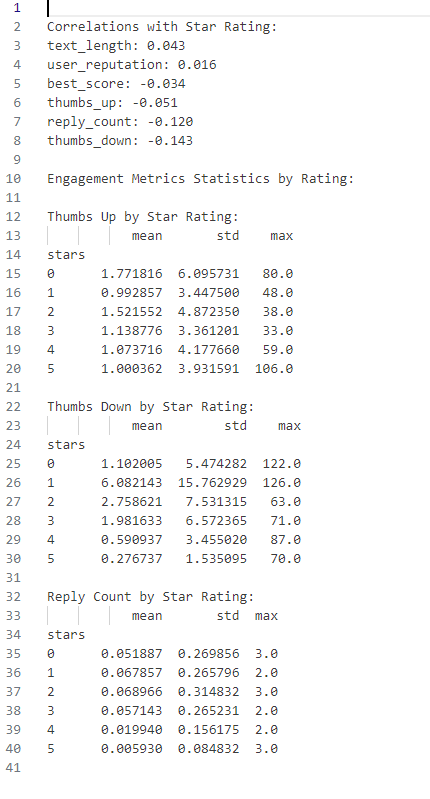 1
2 Correlations with Star Rating:
3 text_length: 0.043
4 user_reputation: 0.016
5 best_score: -0.034
6 thumbs_up: -0.051
7 reply_count: -0.120
8 thumbs_down: -0.143
9
10 Engagement Metrics Statistics by Rating:
11
12 Thumbs Up by Star Rating:
13 mean std max
14 stars
15 0 1.771816 6.095731 80.0
16 1 0.992857 3.447500 48.0
17 2 1.521552 4.872350 38.0
18 3 1.138776 3.361201 33.0
19 4 1.073716 4.177660 59.0
20 5 1.000362 3.931591 106.0
21
22 Thumbs Down by Star Rating:
23 mean std max
24 stars
25 0 1.102005 5.474282 122.0
26 1 6.082143 15.762929 126.0
27 2 2.758621 7.531315 63.0
28 3 1.981633 6.572365 71.0
29 4 0.590937 3.455020 87.0
30 5 0.276737 1.535095 70.0
31
32 Reply Count by Star Rating:
33 mean std max
34 stars
35 0 0.051887 0.269856 3.0
36 1 0.067857 0.265796 2.0
37 2 0.068966 0.314832 3.0
38 3 0.057143 0.265231 2.0
39 4 0.019940 0.156175 2.0
40 5 0.005930 0.084832 3.0
41